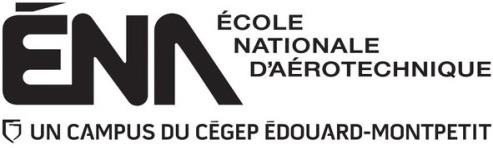 ÉNA
ÉCOLE
NATIONALE
D'AÉROTECHNIQUE
UN CAMPUS DU CÉGEP ÉDOUARD-MONTPETIT